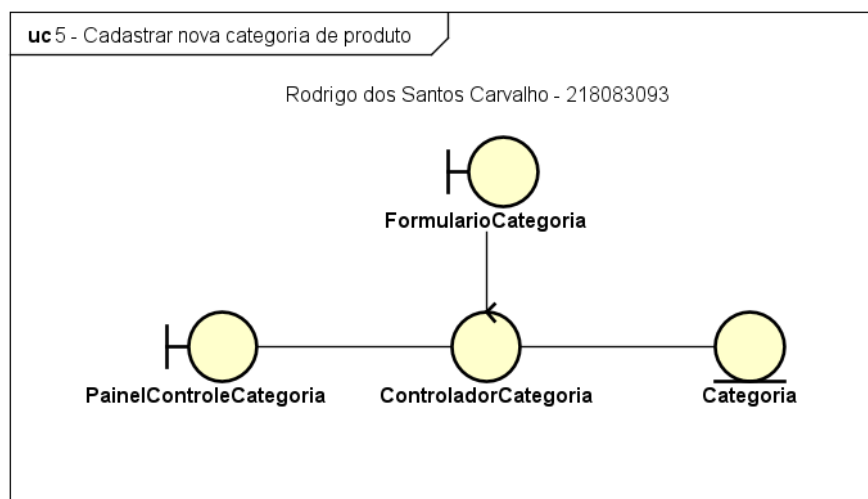 uc 5 - Cadastrar nova categoria de produto
Rodrigo dos Santos Carvalho - 218083093
FormularioCategoria
PainelControleCategoria
ControladorCategoria
Categoria